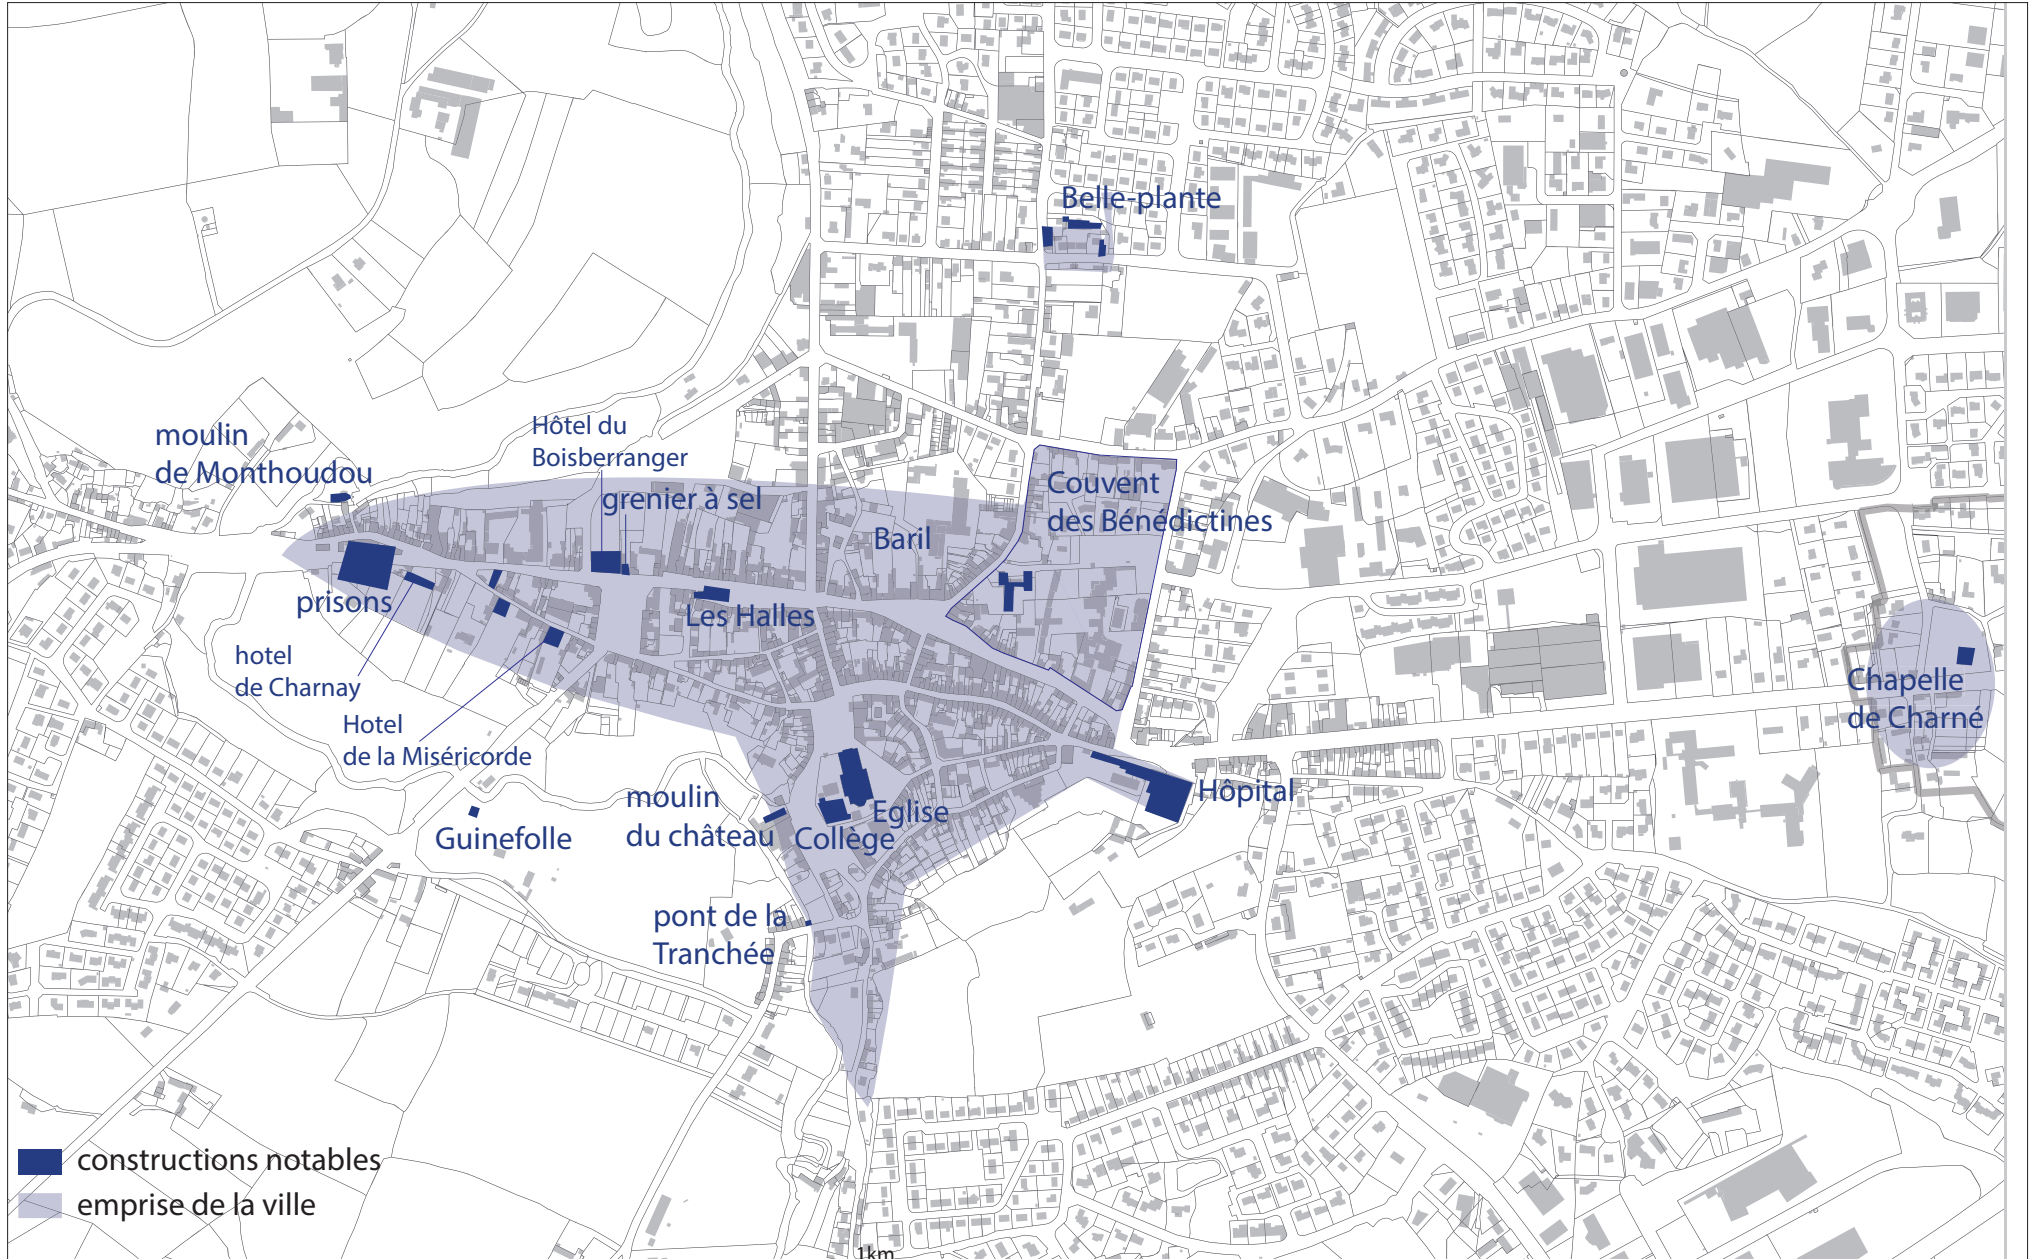 Belle-plante
moulin
de Monthoudou
Hôtel du
Boisberranger
grenier à sel
Baril
Couvent
des Bénédictines
prisons
Les Halles
hotel
de Charnay
Hotel
de la Miséricorde
Chapelle
de Charné
Guinefolle
moulin
du château
Eglise
Collège
Hôpital
pont de la
Tranchée
constructions notables
emprise de la ville
1km